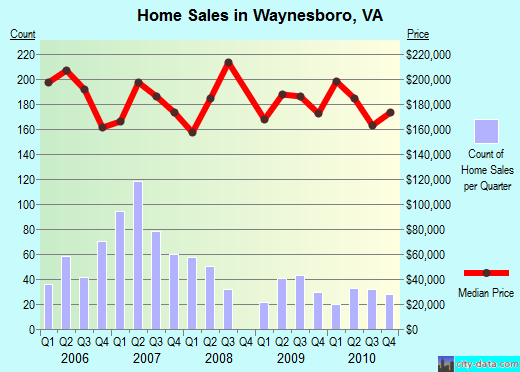 Home Sales in Waynesboro, VA
Count
Price
220
200
180
160
140
120
100
80
60
40
20
0
$220,000
$200,000
$180,000
$160,000
$140,000
$120,000
$100,000
$80,000
$60,000
$40,000
$20,000
$0
Count of
Home Sales
per Quarter
Median Price
Q1 Q2 Q3 Q4 Q1 Q2 Q3 Q4 Q1 Q2 Q3 Q4 Q1 Q2 Q3 Q4 Q1 Q2 Q3 Q4
2006 2007 2008 2009 2010
city-data.com